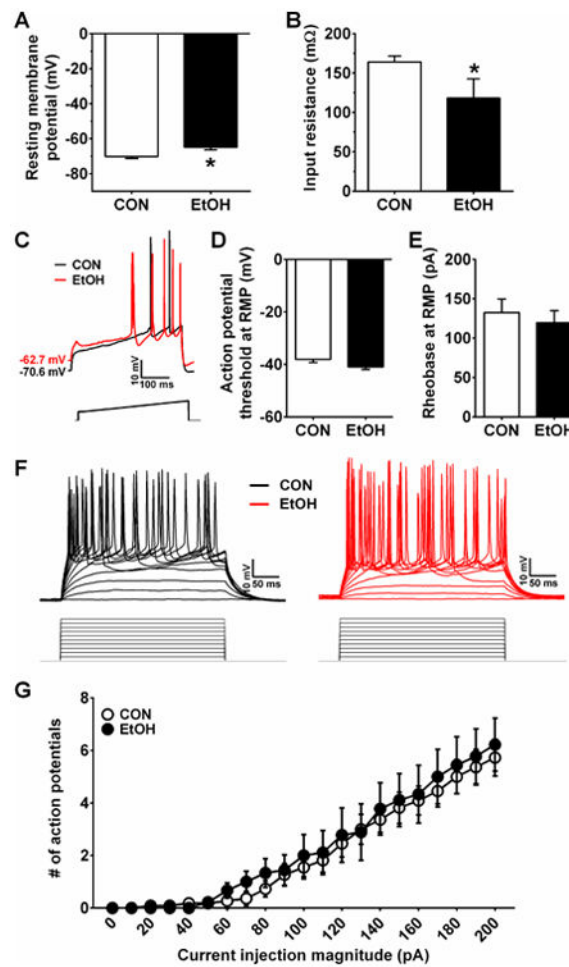 A
Resting membrane
potential (mV)
0
-20
-40
-60
-80
*
CON
EtOH
B
Input resistance (mΩ)
200
150
100
50
0
*
CON
EtOH
C
CON
EtOH
-62.7 mV
-70.6 mV
10 mV
100 ms
D
Action potential
threshold at RMP (mV)
0
-20
-40
-60
CON
EtOH
E
Rheobase at RMP (pA)
200
150
100
50
0
CON
EtOH
F
CON
EtOH
10 mV
50 ms
10 mV
50 ms
G
CON
EtOH
# of action potentials
8
6
4
2
0
0
20
40
60
80
100
120
140
160
180
200
Current injection magnitude (pA)